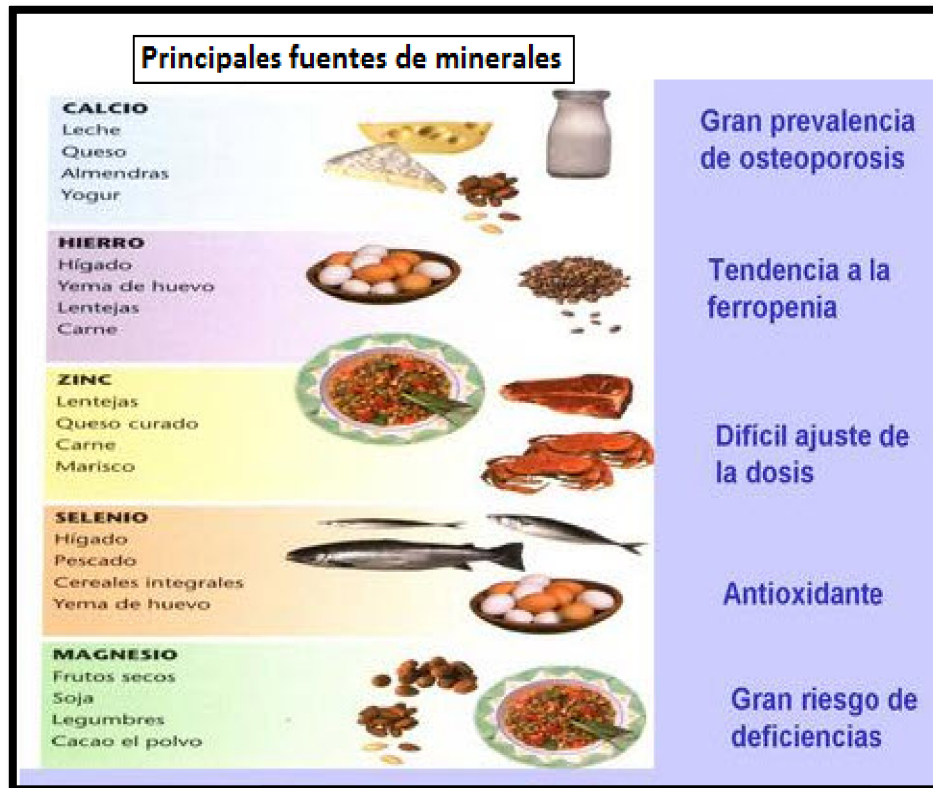 Principales fuentes de minerales
CALCIO
Leche
Queso
Almendras
Yogur
Gran prevalencia
de osteoporosis
HIERRO
Hígado
Yema de huevo
Lentejas
Carne
Tendencia a la
ferropenia
ZINC
Lentejas
Queso curado
Carne
Marisco
Difícil ajuste de
la dosis
SELENIO
Hígado
Pescado
Cereales integrales
Yema de huevo
Antioxidante
MAGNESIO
Frutos secos
Soja
Legumbres
Cacao el polvo
Gran riesgo de
deficiencias